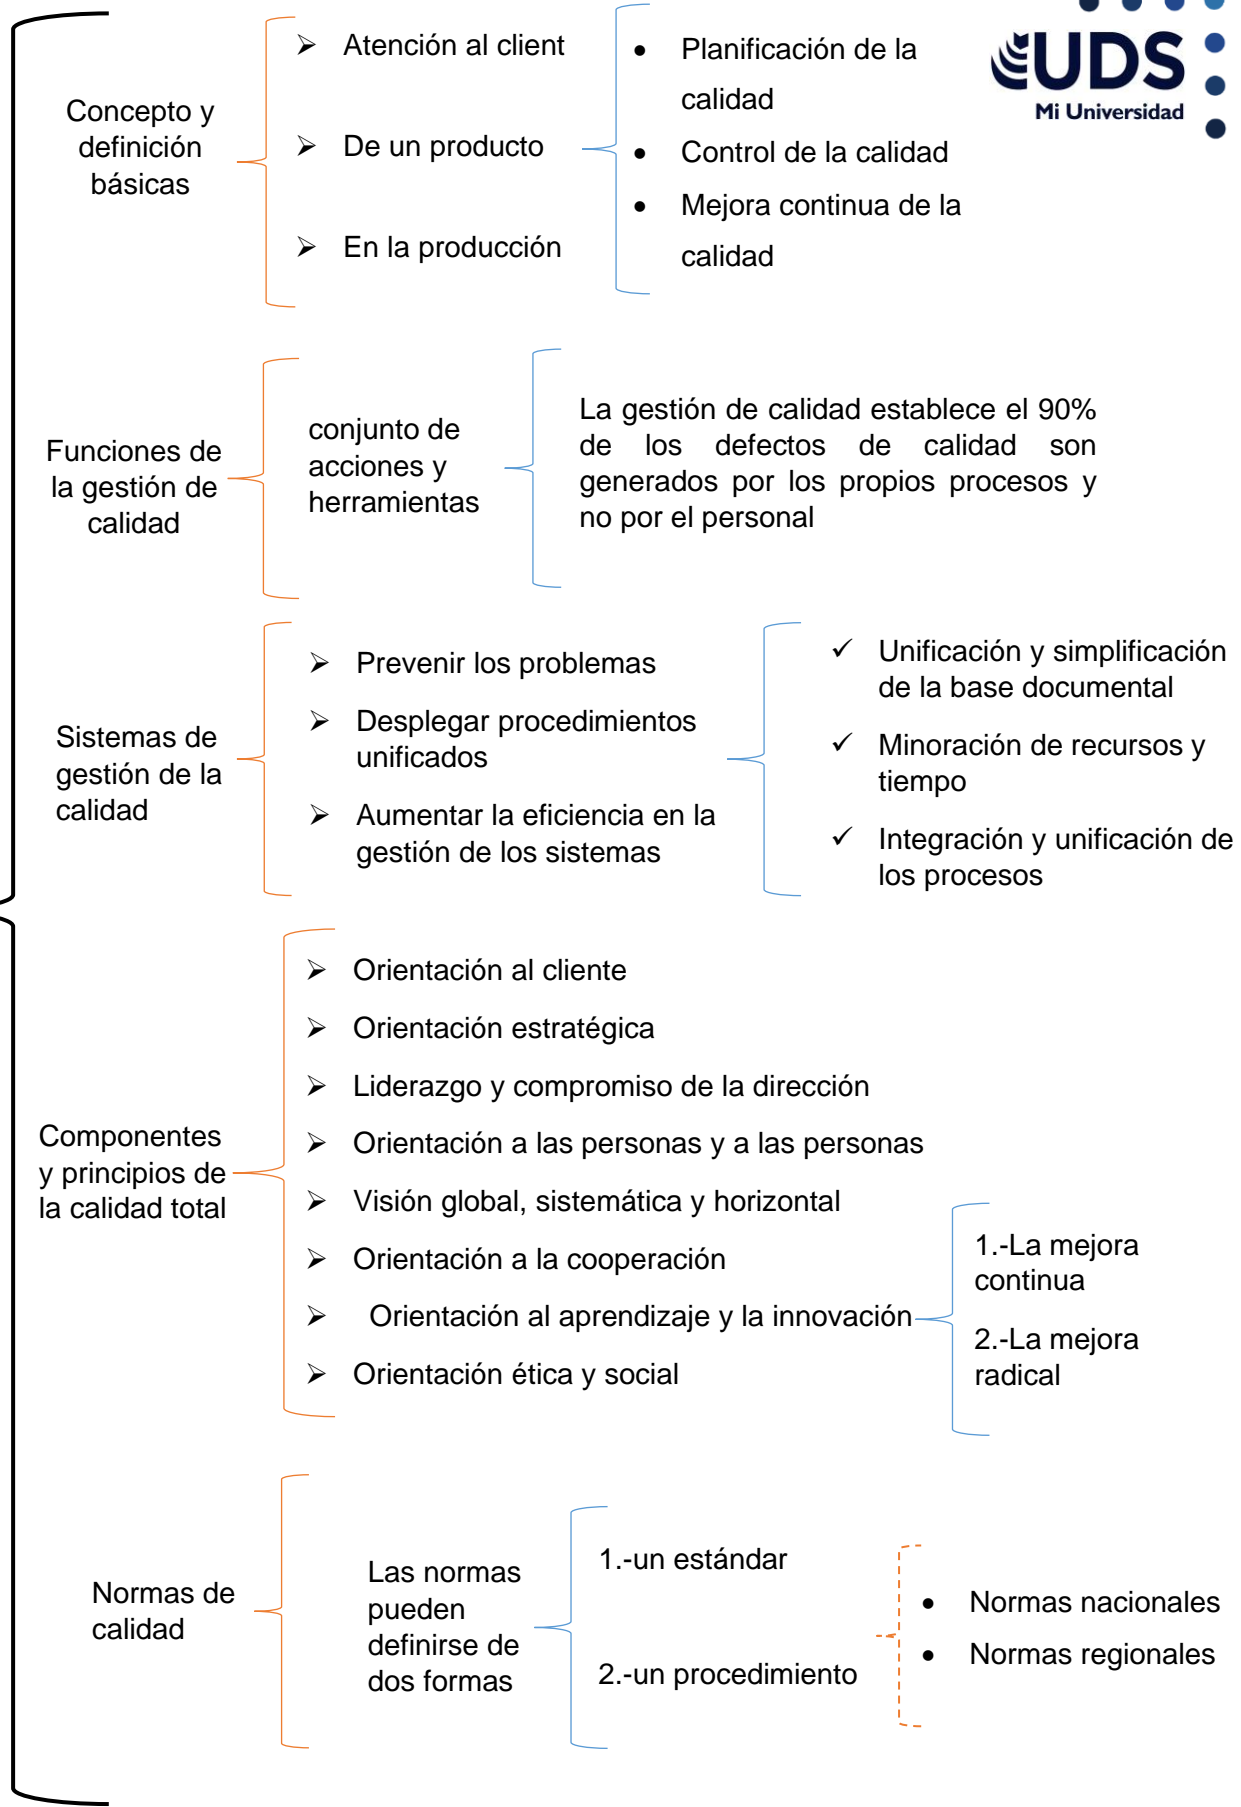 UDS
Mi Universidad
Concepto y
definición
básicas
➢ Atención al client
➢ De un producto
➢ En la producción
• Planificación de la
calidad
• Control de la calidad
• Mejora continua de la
calidad
Funciones de
la gestión de
calidad
conjunto de
acciones y
herramientas
La gestión de calidad establece el 90%
de los defectos de calidad son
generados por los propios procesos y
no por el personal
Sistemas de
gestión de la
calidad
➢ Prevenir los problemas
➢ Desplegar procedimientos
unificados
➢ Aumentar la eficiencia en la
gestión de los sistemas
✓ Unificación y simplificación
de la base documental
✓ Minoración de recursos y
tiempo
✓ Integración y unificación de
los procesos
Componentes
y principios de
la calidad total
➢ Orientación al cliente
➢ Orientación estratégica
➢ Liderazgo y compromiso de la dirección
➢ Orientación a las personas y a las personas
➢ Visión global, sistemática y horizontal
➢ Orientación a la cooperación
➢ Orientación al aprendizaje y la innovación
➢ Orientación ética y social
1.-La mejora
continua
2.-La mejora
radical
Normas de
calidad
Las normas
pueden
definirse de
dos formas
1.-un estándar
2.-un procedimiento
• Normas nacionales
• Normas regionales